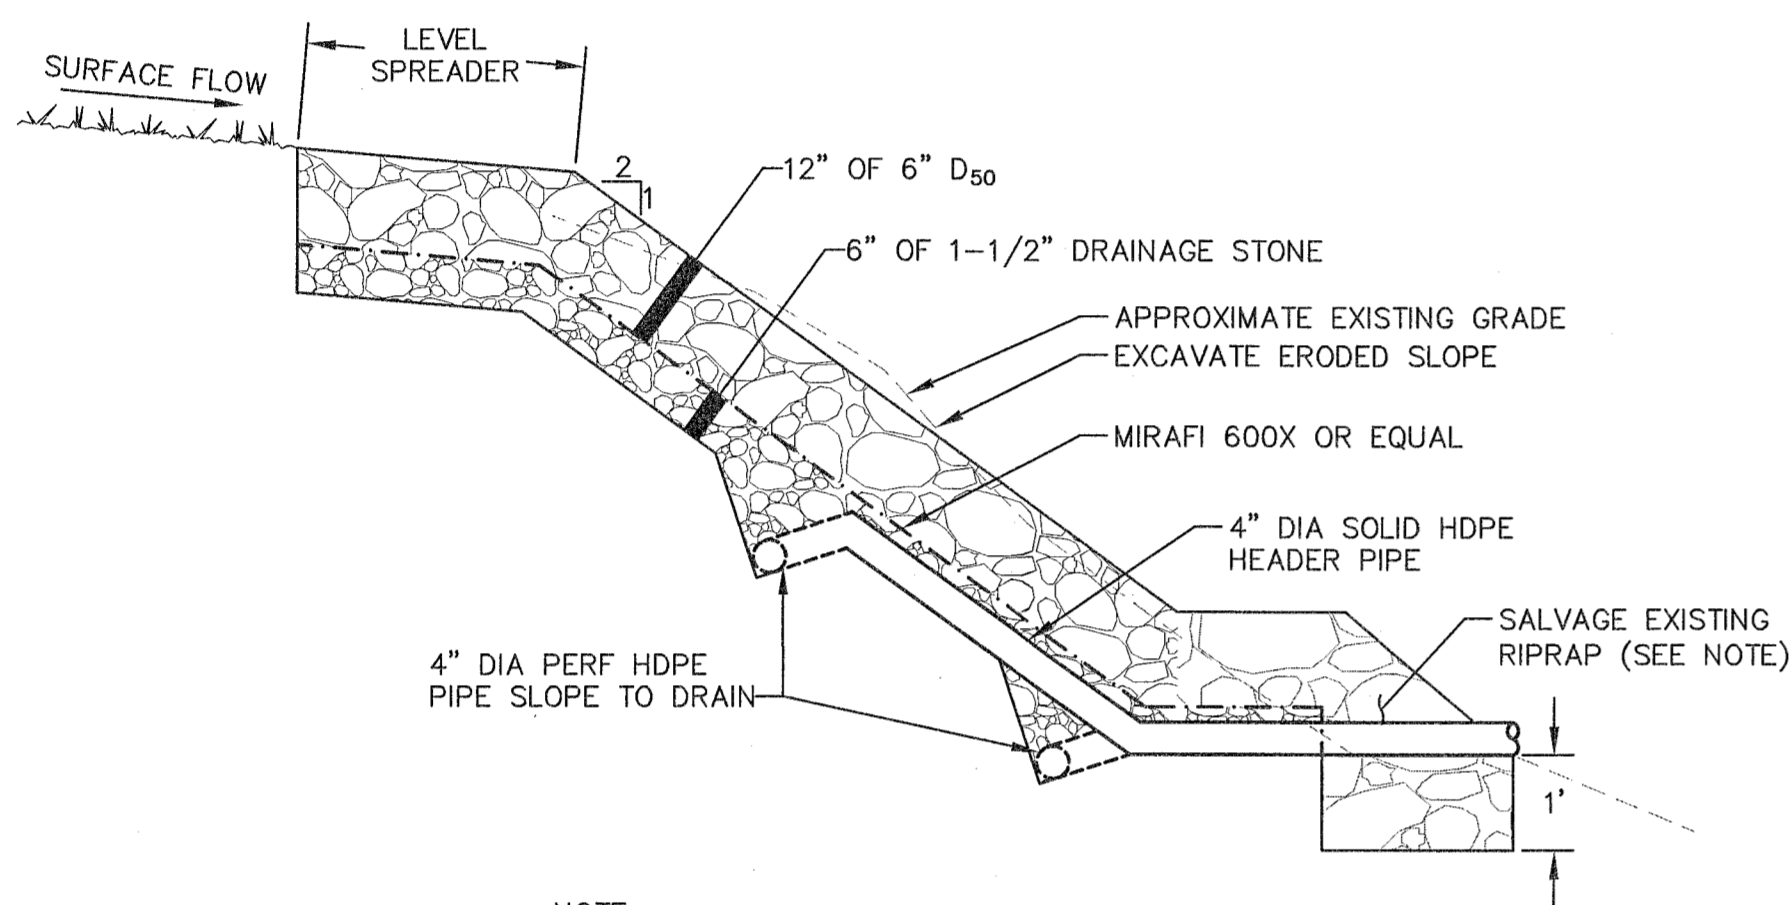 LEVEL
SPREADER
SURFACE FLOW
2
1
12” OF 6” D₅₀
6” OF 1-1/2” DRAINAGE STONE
APPROXIMATE EXISTING GRADE
EXCAVATE ERODED SLOPE
MIRAFI 600X OR EQUAL
4” DIA SOLID HDPE
HEADER PIPE
SALVAGE EXISTING
RIPRAP (SEE NOTE)
4” DIA PERF HDPE
PIPE SLOPE TO DRAIN
1’
NOTE